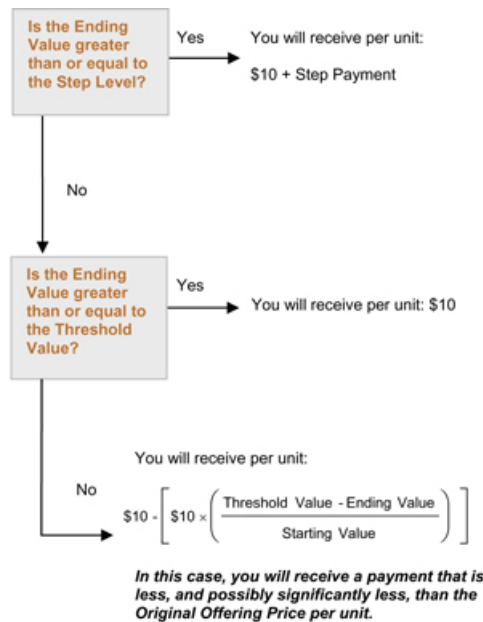 Is the Ending
Value greater
than or equal to
the Step Level?
Yes
You will receive per unit:
$10 + Step Payment
No
Is the Ending
Value greater
than or equal to
the Threshold
Value?
Yes
You will receive per unit: $10
You will receive per unit:
No
$10 - [ $10 × ( Threshold Value - Ending Value
Starting Value ) ]
In this case, you will receive a payment that is
less, and possibly significantly less, than the
Original Offering Price per unit.